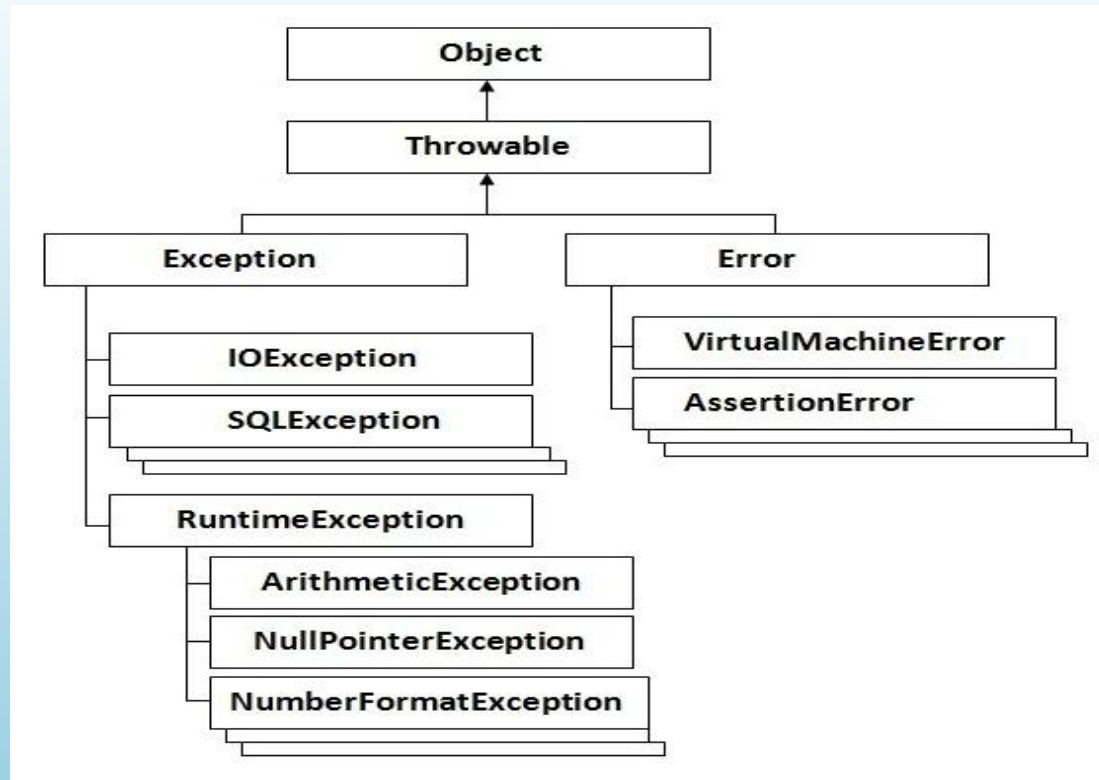 Object
Throwable
Exception
Error
IOException
SQLException
RuntimeException
ArithmeticException
NullPointerException
NumberFormatException
VirtualMachineError
AssertionError